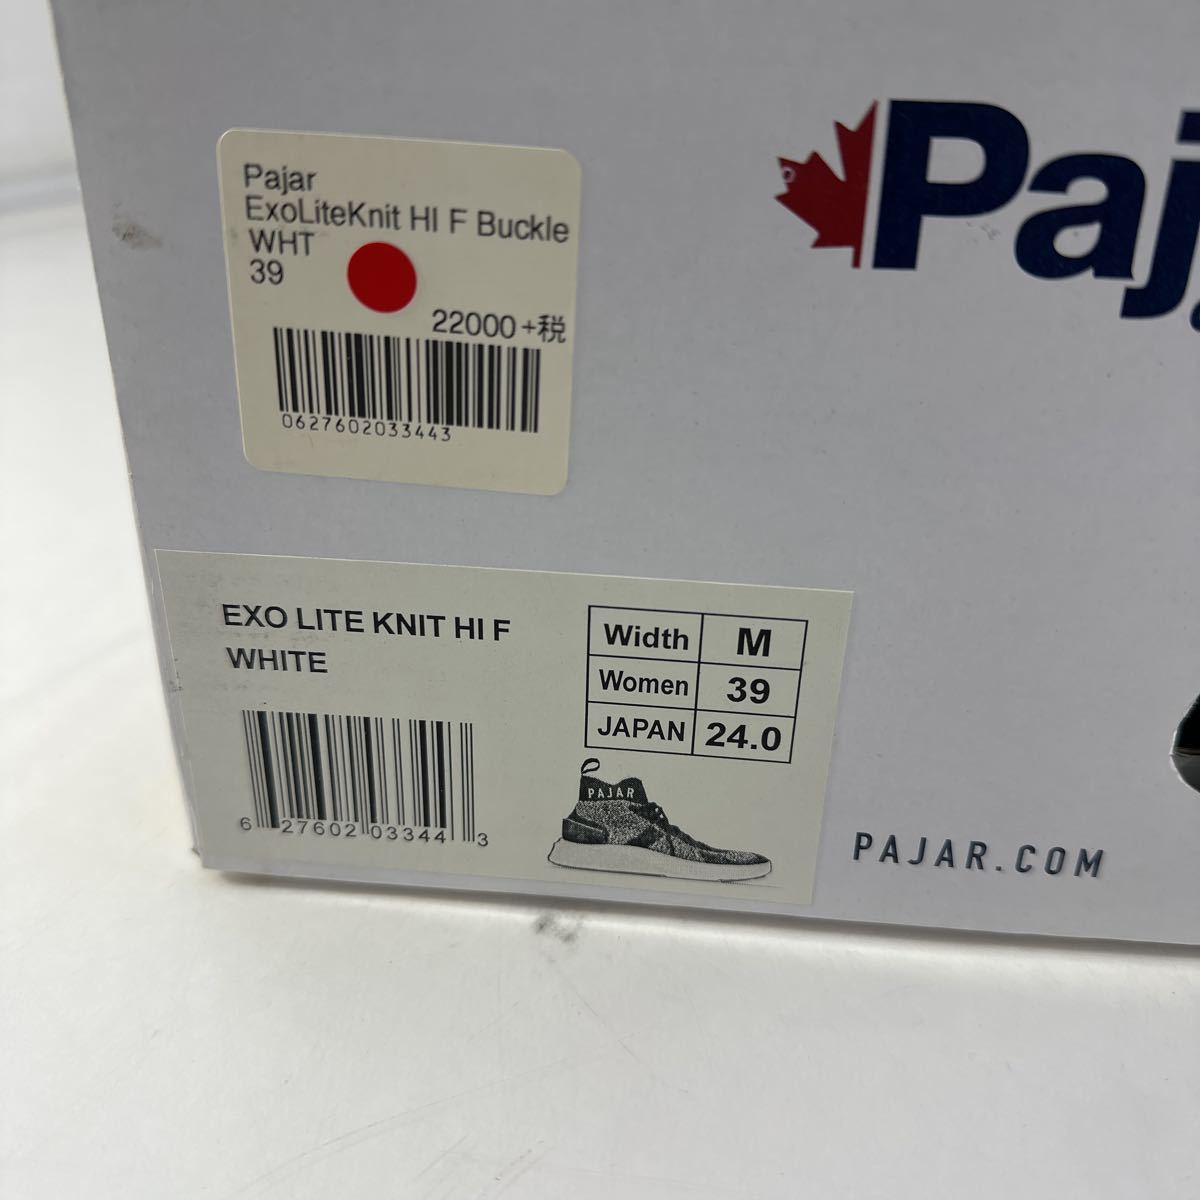 Pajar
ExoLiteKnit HI F Buckle
WHT
39
22000+税
0627602033443
Paj
EXO LITE KNIT HI F
WHITE
Width M
Women 39
JAPAN 24.0
PAJAR
6 27602 03344 3
PAJAR.COM